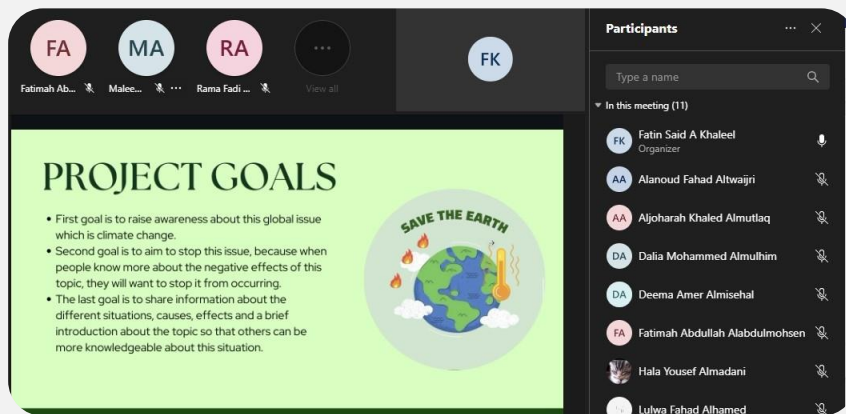 FA
MA
RA
Fatimah Ab...
Malee...
Rama Fadi ...
View all
FK
PROJECT GOALS
• First goal is to raise awareness about this global issue
which is climate change.
• Second goal is to aim to stop this issue, because when
people know more about the negative effects of this
topic, they will want to stop it from occurring.
• The last goal is to share information about the
different situations, causes, effects and a brief
introduction about the topic so that others can be
more knowledgeable about this situation.
SAVE THE EARTH
Participants
Type a name
In this meeting (11)
FK
Fatin Said A Khaleel
Organizer
AA
Alanoud Fahad Altwaijri
AA
Aljoharah Khaled Almutlaq
DA
Dalia Mohammed Almulhim
DA
Deema Amer Almisehal
FA
Fatimah Abdullah Alabdulmohsen
Hala Yousef Almadani
Lulwa Fahad Alhamed